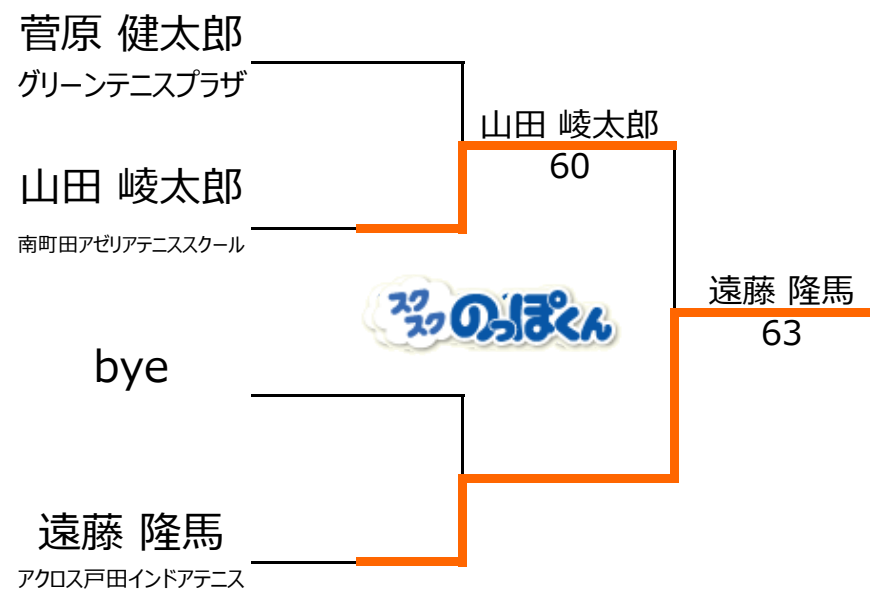 菅原 健太郎
グリーンテニスプラザ
山田 崚太郎
60
山田 崚太郎
南町田アゼリアテニススクール
スクスクのっぽくん
遠藤 隆馬
63
bye
遠藤 隆馬
アクロス戸田インドアテニス